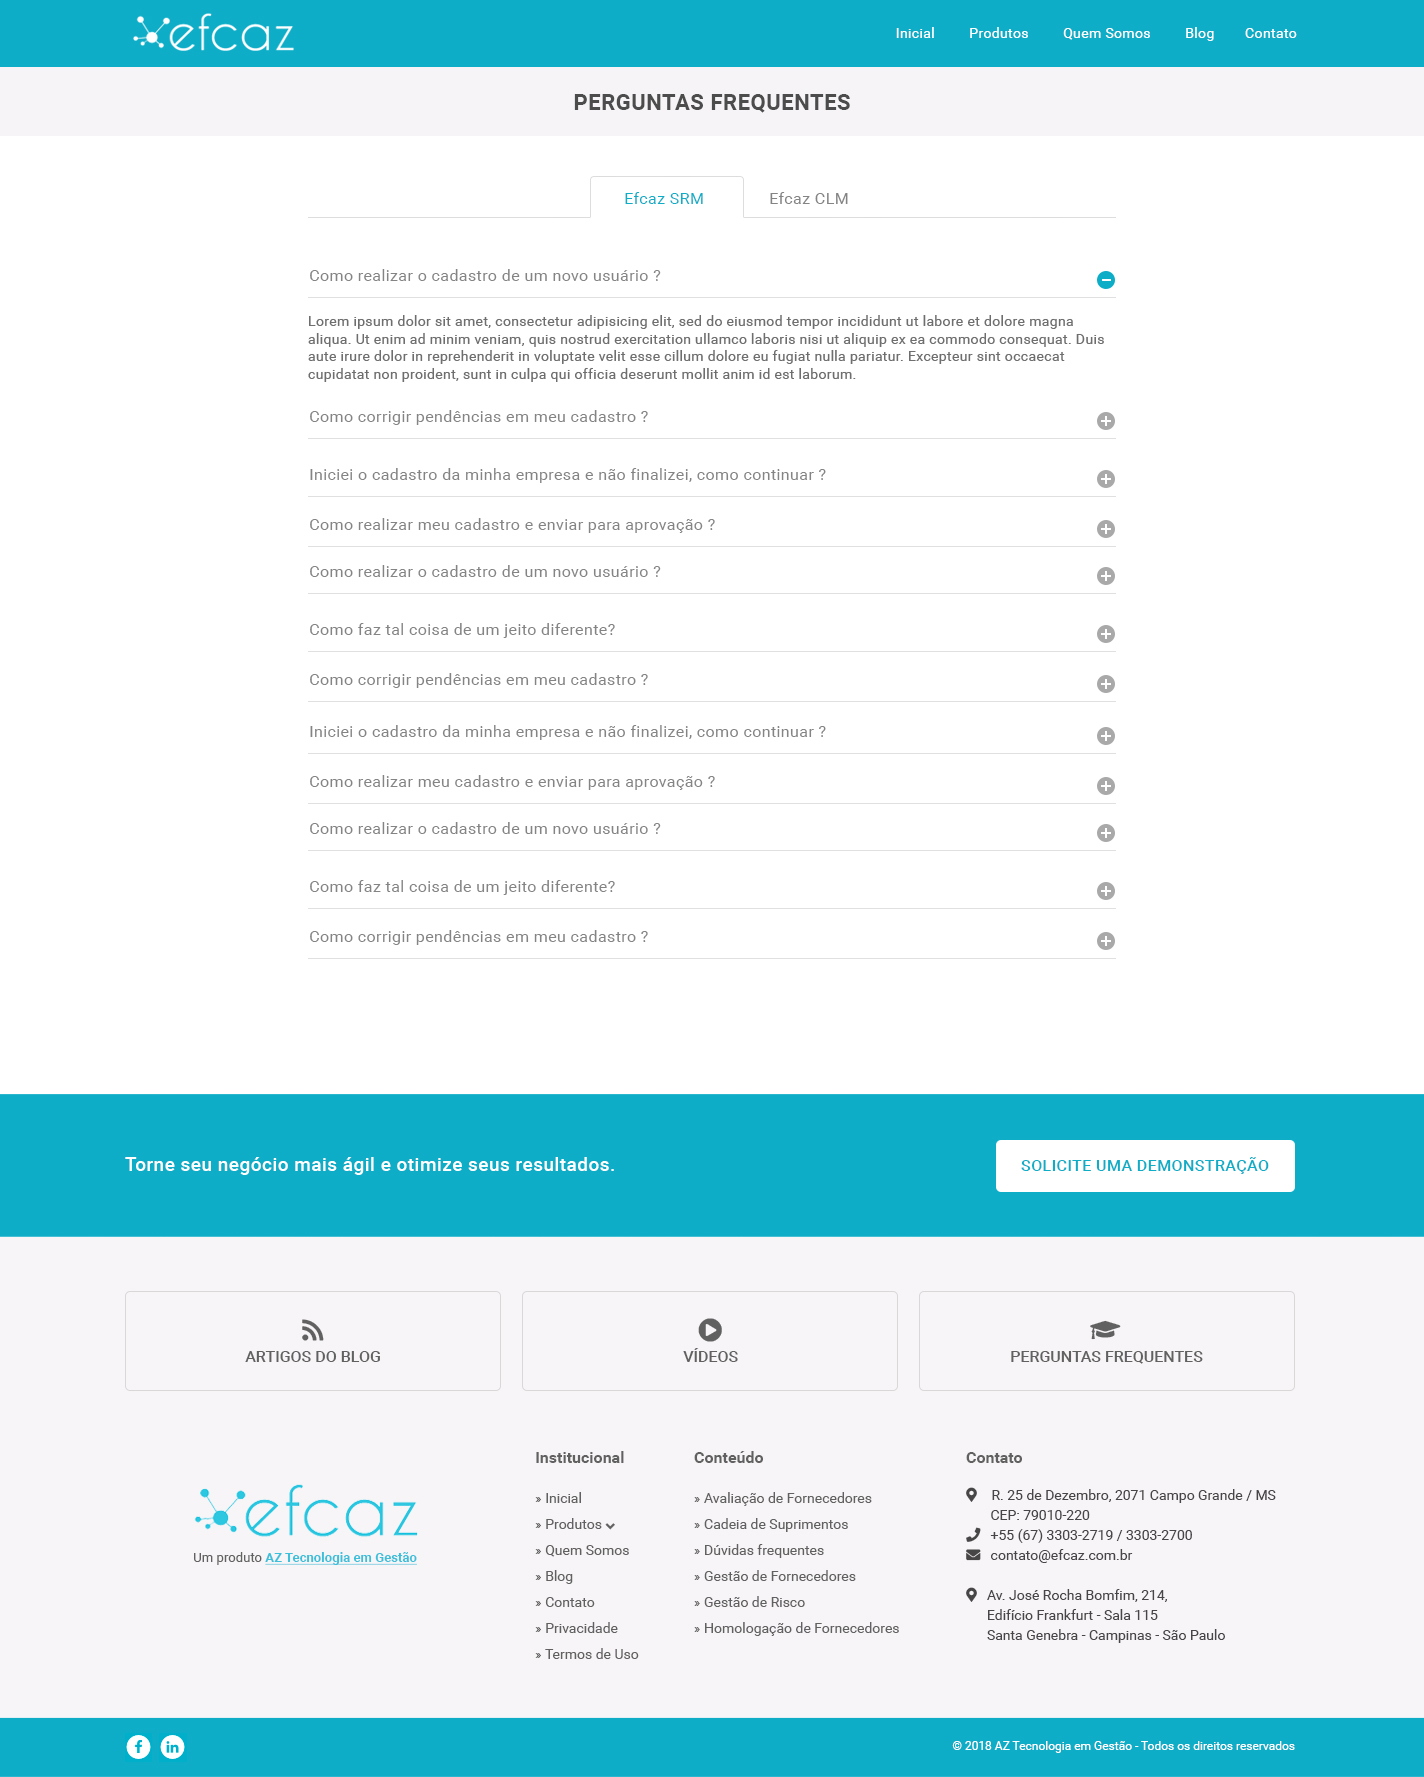 efcaz
Inicial
Produtos
Quem Somos
Blog
Contato
PERGUNTAS FREQUENTES
Efcaz SRM
Efcaz CLM
Como realizar o cadastro de um novo usuário ?
Lorem ipsum dolor sit amet, consectetur adipisicing elit, sed do eiusmod tempor incididunt ut labore et dolore magna
aliqua. Ut enim ad minim veniam, quis nostrud exercitation ullamco laboris nisi ut aliquip ex ea commodo consequat. Duis
aute irure dolor in reprehenderit in voluptate velit esse cillum dolore eu fugiat nulla pariatur. Excepteur sint occaecat
cupidatat non proident, sunt in culpa qui officia deserunt mollit anim id est laborum.
Como corrigir pendências em meu cadastro ?
Iniciei o cadastro da minha empresa e não finalizei, como continuar ?
Como realizar meu cadastro e enviar para aprovação ?
Como realizar o cadastro de um novo usuário ?
Como faz tal coisa de um jeito diferente?
Como corrigir pendências em meu cadastro ?
Iniciei o cadastro da minha empresa e não finalizei, como continuar ?
Como realizar meu cadastro e enviar para aprovação ?
Como realizar o cadastro de um novo usuário ?
Como faz tal coisa de um jeito diferente?
Como corrigir pendências em meu cadastro ?
Torne seu negócio mais ágil e otimize seus resultados.
SOLICITE UMA DEMONSTRAÇÃO
ARTIGOS DO BLOG
VÍDEOS
PERGUNTAS FREQUENTES
efcaz
Um produto AZ Tecnologia em Gestão
Institucional
» Inicial
» Produtos
» Quem Somos
» Blog
» Contato
» Privacidade
» Termos de Uso
Conteúdo
» Avaliação de Fornecedores
» Cadeia de Suprimentos
» Dúvidas frequentes
» Gestão de Fornecedores
» Gestão de Risco
» Homologação de Fornecedores
Contato
R. 25 de Dezembro, 2071 Campo Grande / MS
CEP: 79010-220
+55 (67) 3303-2719 / 3303-2700
contato@efcaz.com.br
Av. José Rocha Bomfim, 214,
Edifício Frankfurt - Sala 115
Santa Genebra - Campinas - São Paulo
© 2018 AZ Tecnologia em Gestão - Todos os direitos reservados